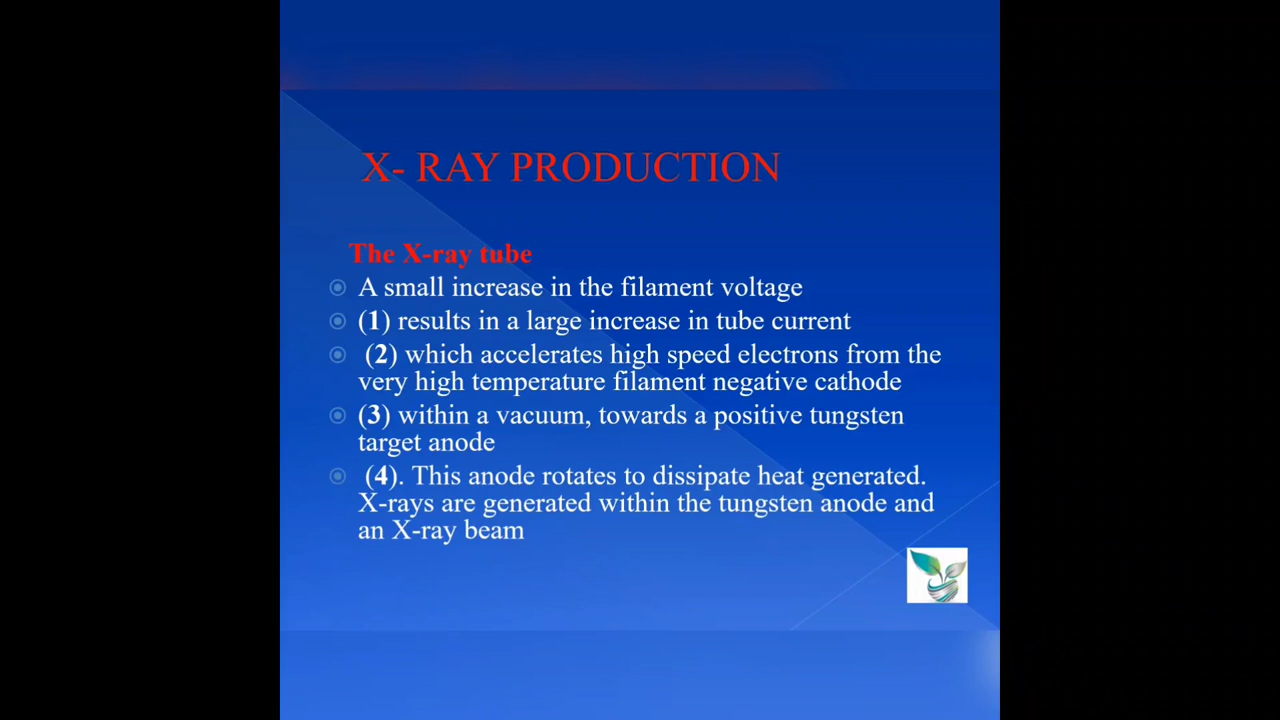 X- RAY PRODUCTION
The X-ray tube
A small increase in the filament voltage
(1) results in a large increase in tube current
(2) which accelerates high speed electrons from the
very high temperature filament negative cathode
(3) within a vacuum, towards a positive tungsten
target anode
(4). This anode rotates to dissipate heat generated.
X-rays are generated within the tungsten anode and
an X-ray beam